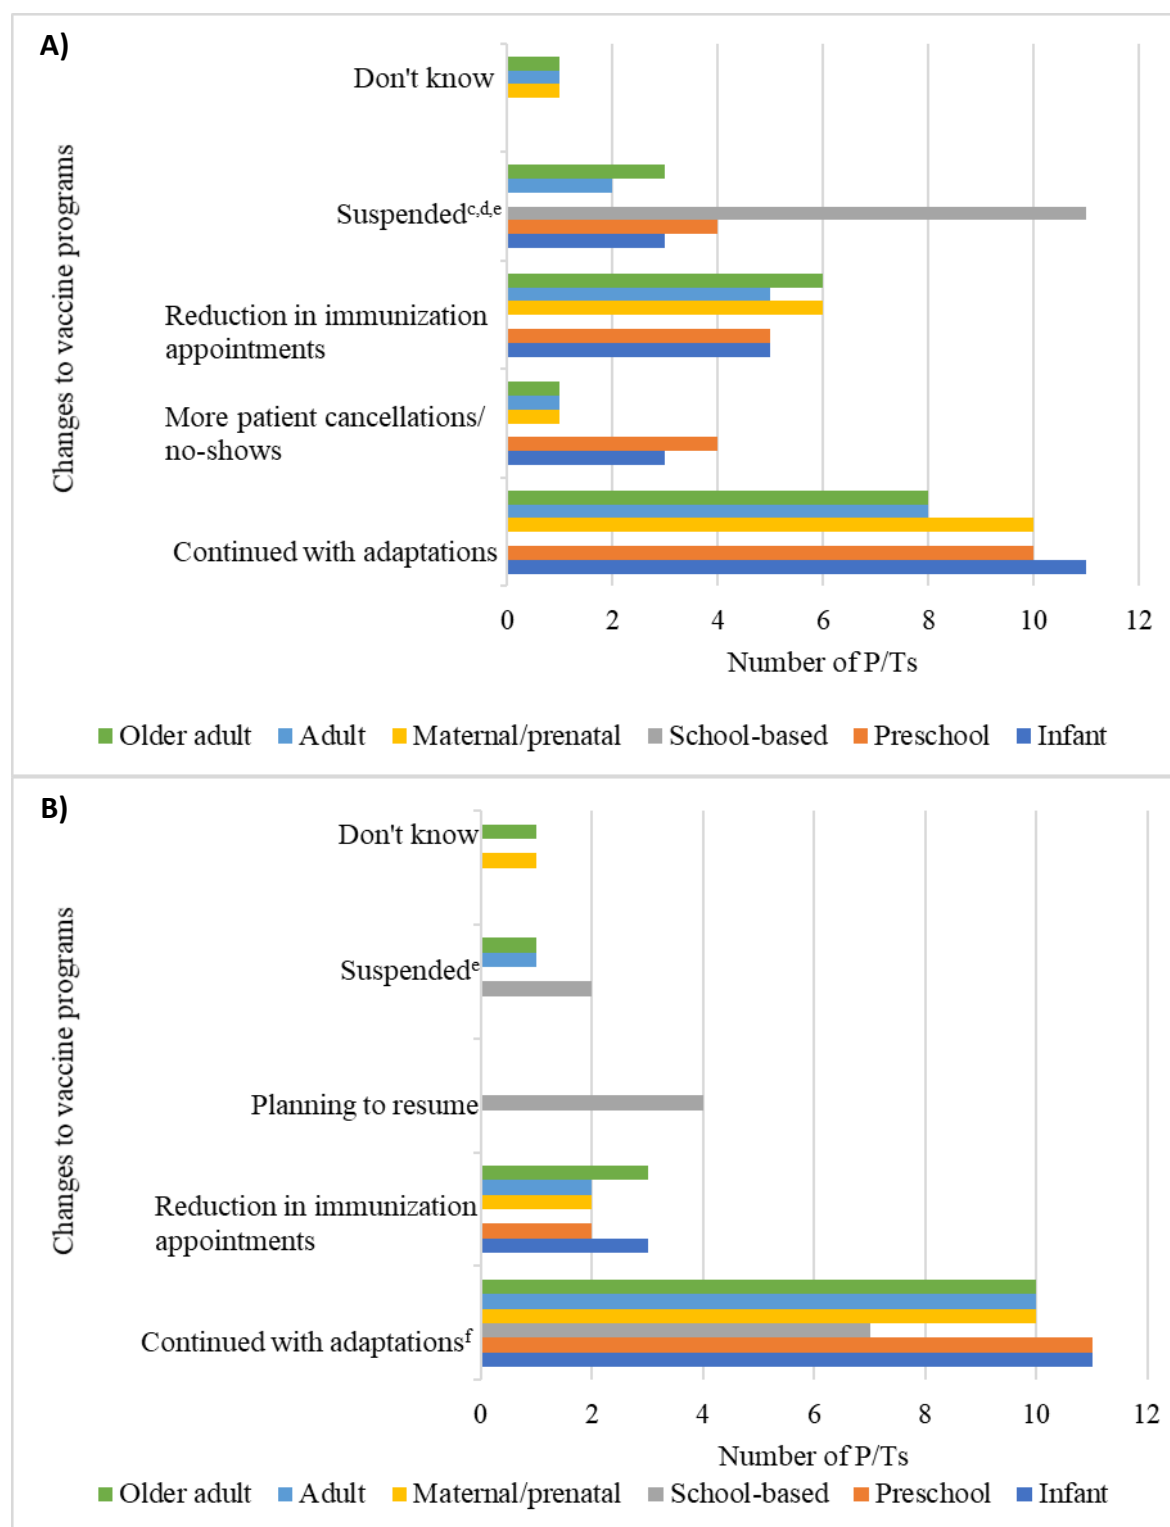 A)
Changes to vaccine programs
Don't know
Suspendedc,d,e
Reduction in immunization
appointments
More patient cancellations/
no-shows
Continued with adaptations
0 2 4 6 8 10 12
Number of P/Ts
Older adult Adult Maternal/prenatal School-based Preschool Infant
B)
Changes to vaccine programs
Don't know
Suspendede
Planning to resume
Reduction in immunization
appointments
Continued with adaptationsf
0 2 4 6 8 10 12
Number of P/Ts
Older adult Adult Maternal/prenatal School-based Preschool Infant